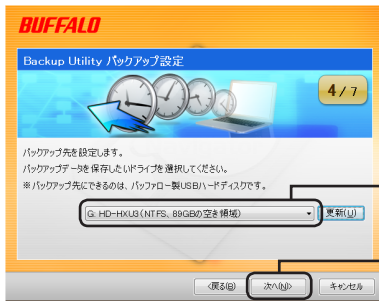 BUFFALO
Backup Utility バックアップ設定
4 / 7
バックアップ先を設定します。
バックアップデータを保存したいドライブを選択してください。
※バックアップ先にできるのは、バッファロー製USBハードディスクです。
G: HD-HXU3(NTFS、89GBの空き領域)
更新(U)
<戻る(B)
次へ(N)>
キャンセル